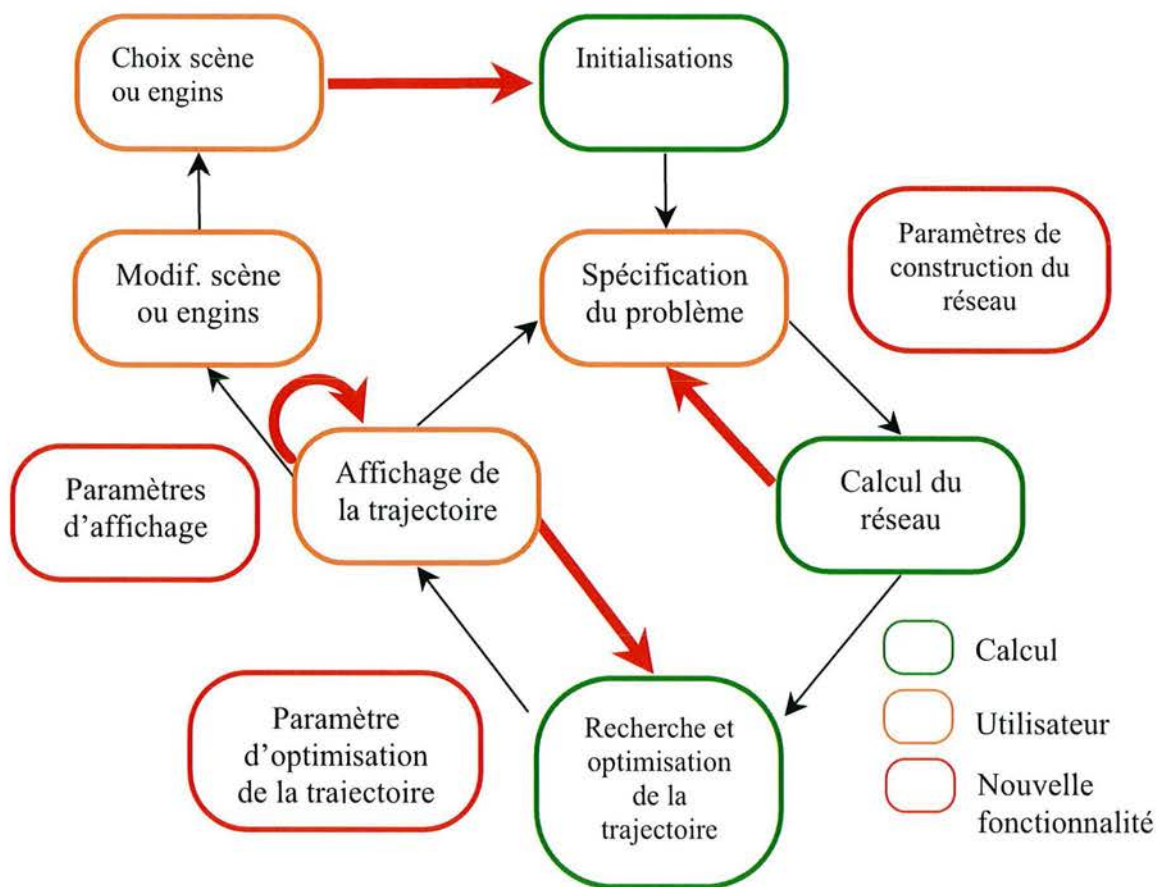 Choix scène
ou engins
Initialisations
Modif. scène
ou engins
Spécification
du problème
Paramètres de
construction du
réseau
Paramètres
d'affichage
Affichage de
la trajectoire
Calcul du
réseau
Paramètre
d'optimisation
de la trajectoire
Recherche et
optimisation
de la
trajectoire
Calcul
Utilisateur
Nouvelle
fonctionnalité